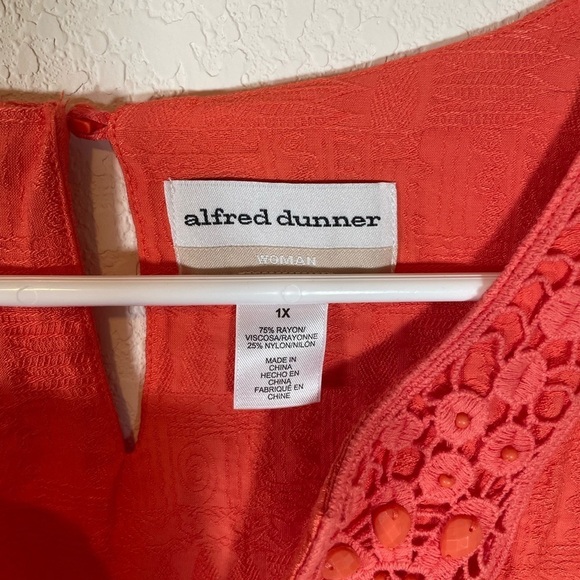 alfred dunner
WOMAN
1X
75% RAYON/
VISCOSA/RAYONNE
25% NYLON/NILÓN
MADE IN
CHINA
HECHO EN
CHINA
FABRIQUÉ EN
CHINE